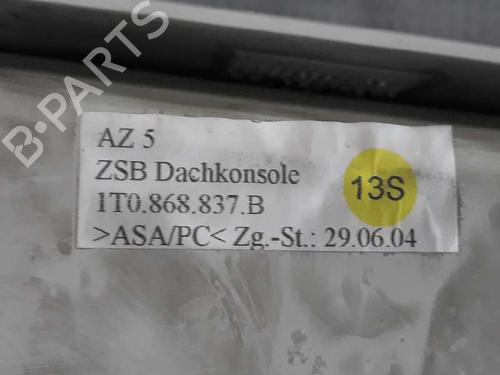 B-PARTS
AZ 5
ZSB Dachkonsole
1T0.868.837.B
>ASA/PC< Zg.-St.: 29.06.04
13S